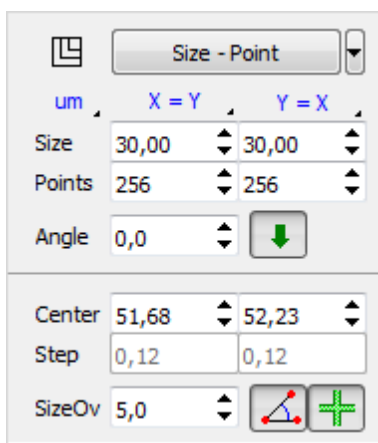 Size - Point
um X = Y Y = X
Size 30,00 30,00
Points 256 256
Angle 0,0
Center 51,68 52,23
Step 0,12 0,12
SizeOv 5,0